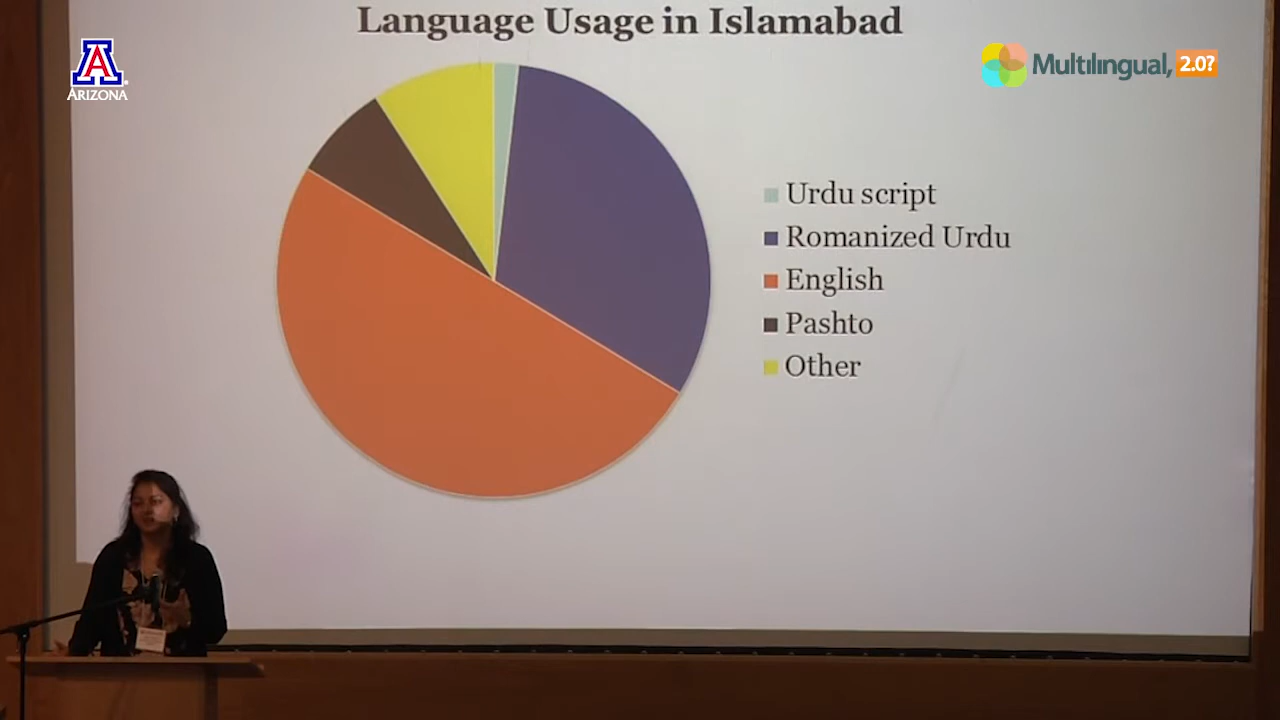 Language Usage in Islamabad
A
ARIZONA
Multilingual, 2.0?
Urdu script
Romanized Urdu
English
Pashto
Other